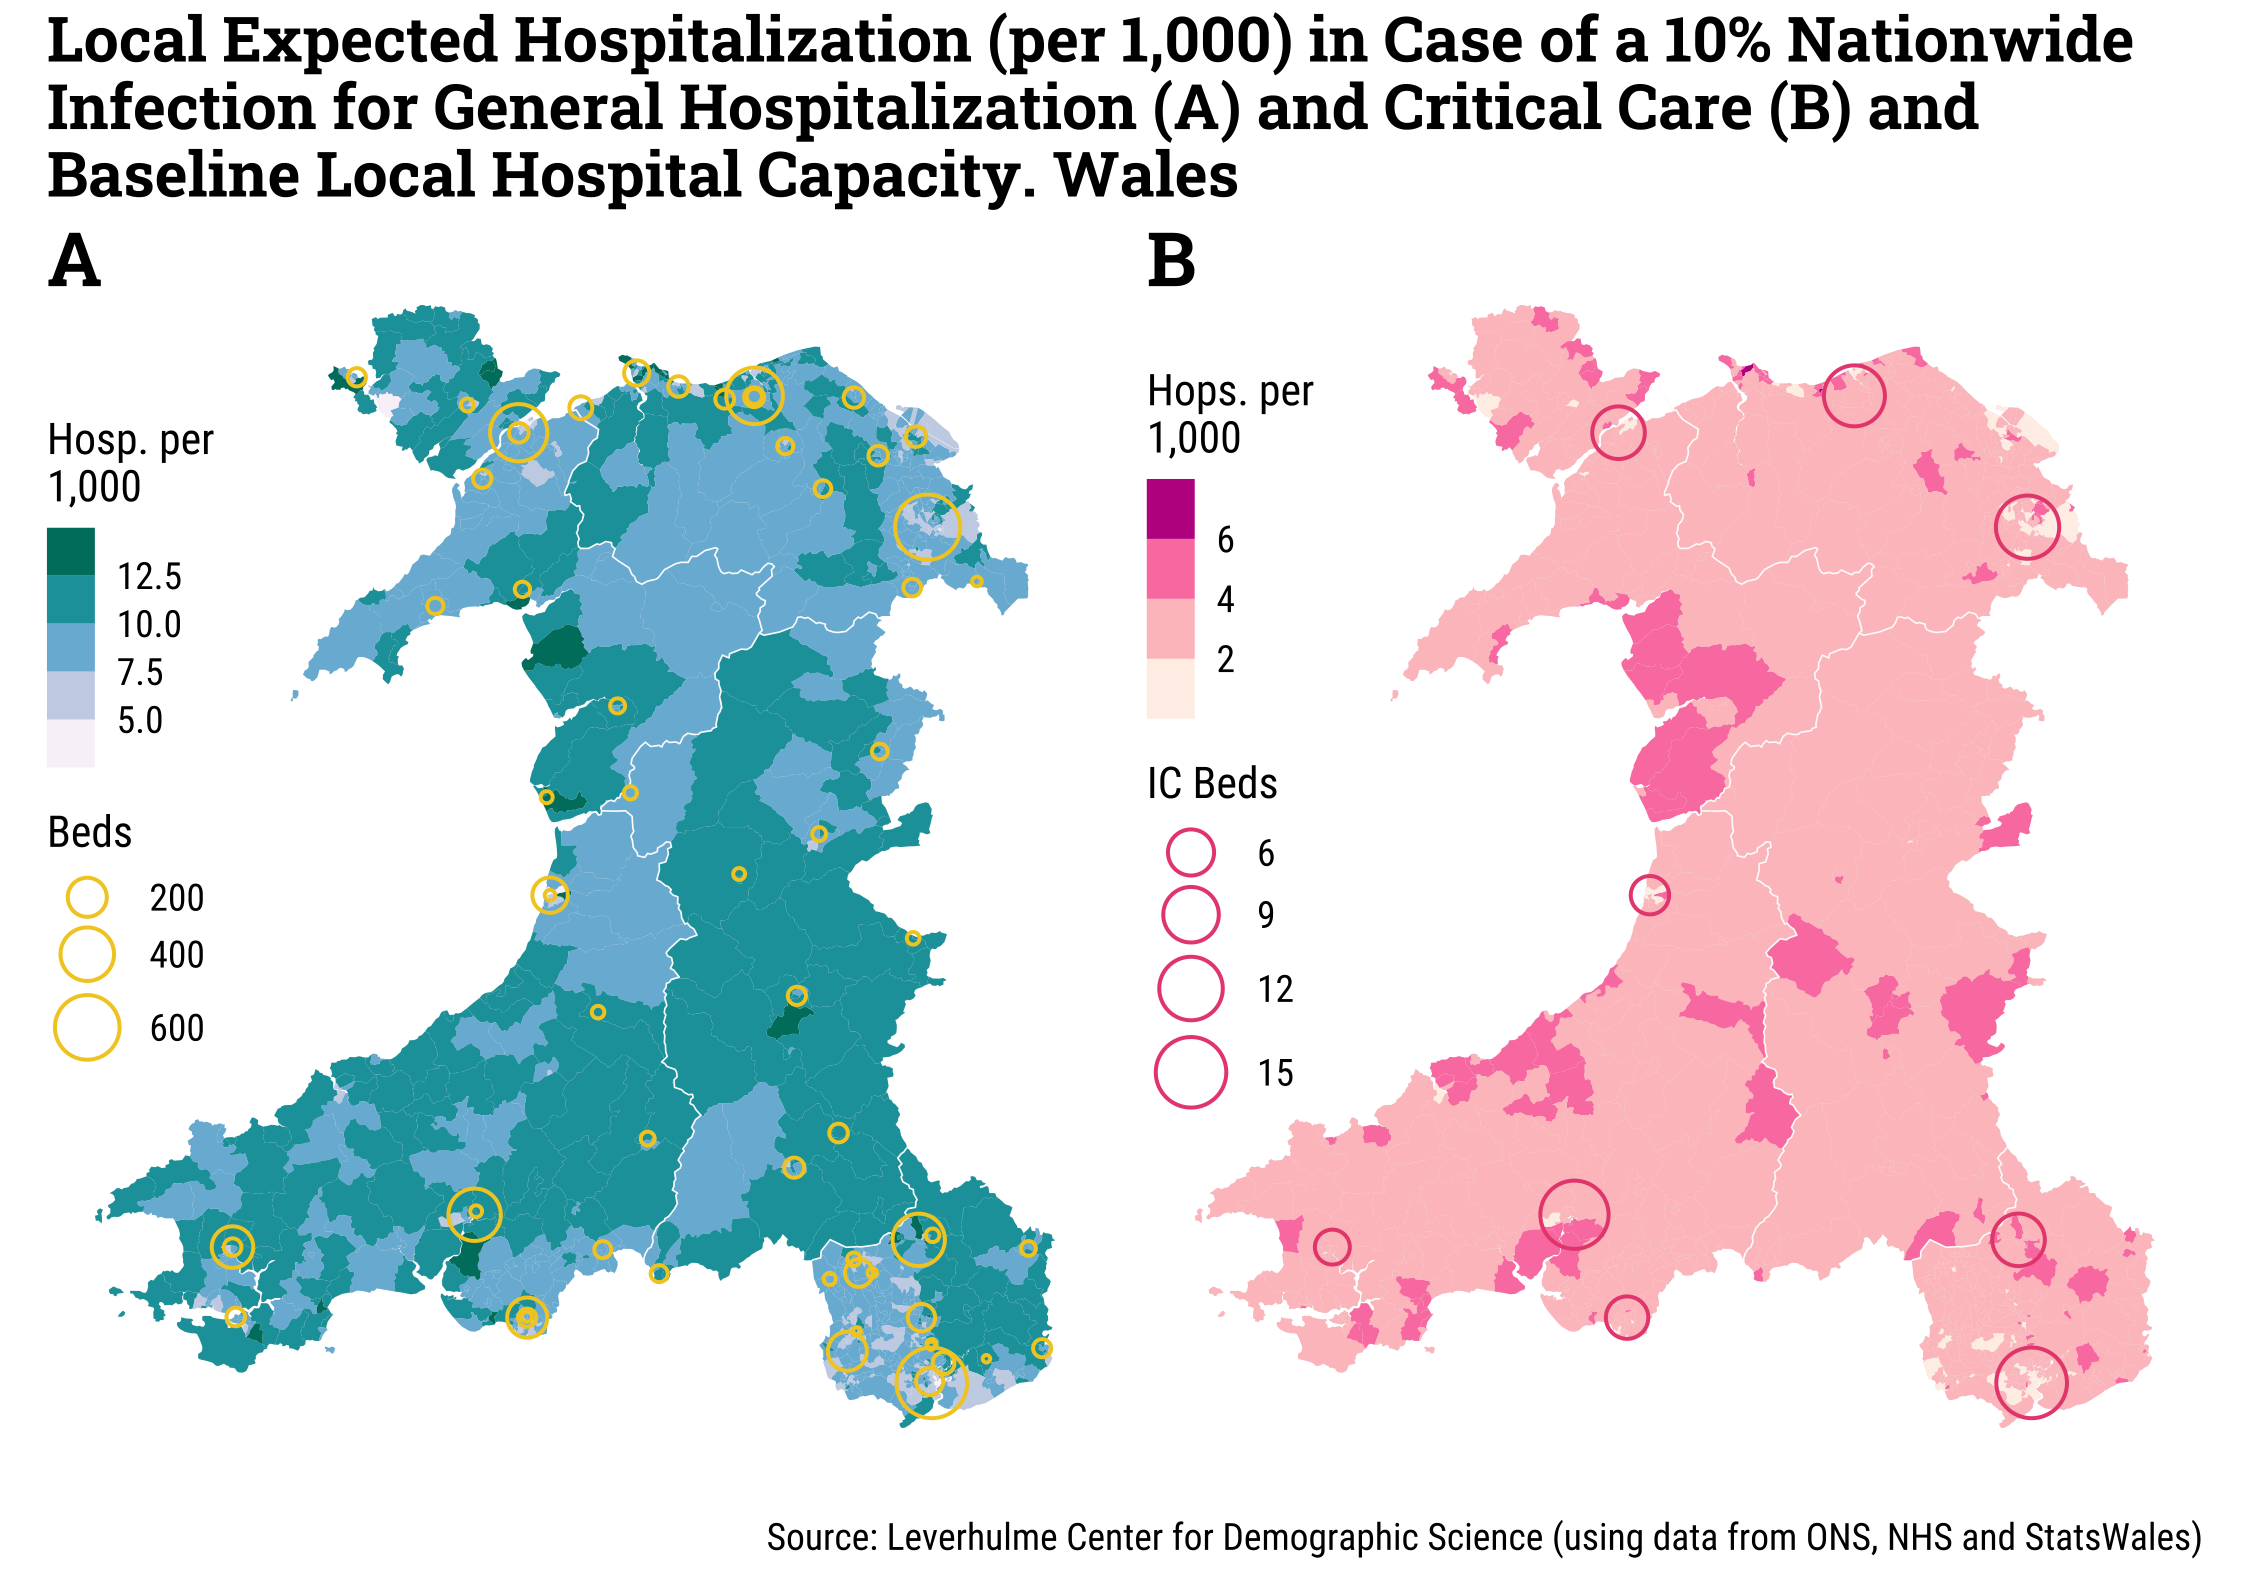 Local Expected Hospitalization (per 1,000) in Case of a 10% Nationwide
Infection for General Hospitalization (A) and Critical Care (B) and
Baseline Local Hospital Capacity. Wales
A
Hosp. per
1,000
12.5
10.0
7.5
5.0
Beds
200
400
600
B
Hops. per
1,000
6
4
2
IC Beds
6
9
12
15
Source: Leverhulme Center for Demographic Science (using data from ONS, NHS and StatsWales)